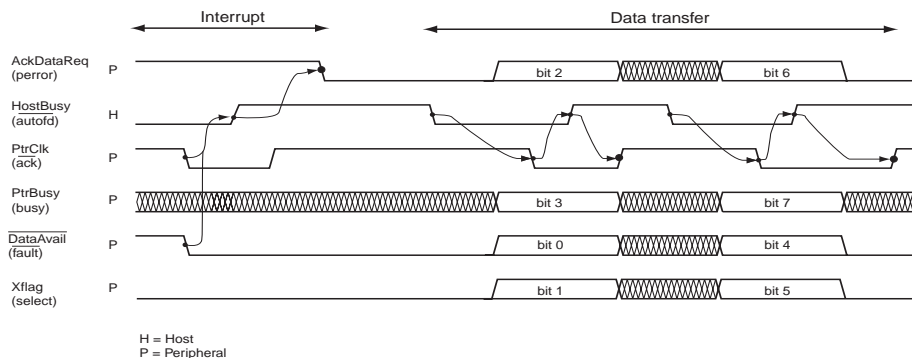 Interrupt Data transfer
AckDataReq
(perror) P bit 2 bit 6
HostBusy
(autofd) H
PtrClk
(ack) P
PtrBusy
(busy) P bit 3 bit 7
DataAvail
(fault) P bit 0 bit 4
Xflag
(select) P bit 1 bit 5
H = Host
P = Peripheral